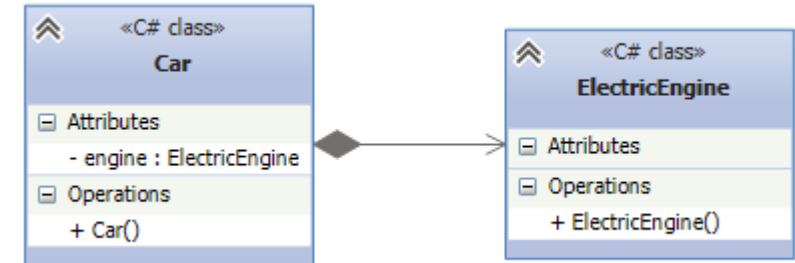 «C# class»
Car
Attributes
- engine : ElectricEngine
Operations
+ Car()
«C# class»
ElectricEngine
Attributes
Operations
+ ElectricEngine()